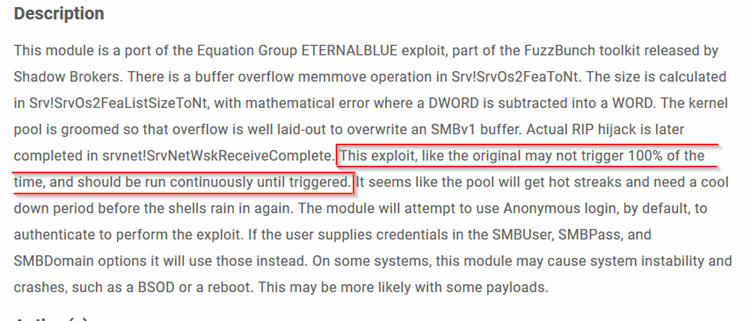 Description
This module is a port of the Equation Group ETERNALBLUE exploit, part of the FuzzBunch toolkit released by
Shadow Brokers. There is a buffer overflow memmove operation in Srv!SrvOs2FeaToNt. The size is calculated
in Srv!SrvOs2FeaListSizeToNt, with mathematical error where a DWORD is subtracted into a WORD. The kernel
pool is groomed so that overflow is well laid-out to overwrite an SMBv1 buffer. Actual RIP hijack is later
completed in srvnet!SrvNetWskReceiveComplete. This exploit, like the original may not trigger 100% of the
time, and should be run continuously until triggered. It seems like the pool will get hot streaks and need a cool
down period before the shells rain in again. The module will attempt to use Anonymous login, by default, to
authenticate to perform the exploit. If the user supplies credentials in the SMBUser, SMBPass, and
SMBDomain options it will use those instead. On some systems, this module may cause system instability and
crashes, such as a BSOD or a reboot. This may be more likely with some payloads.